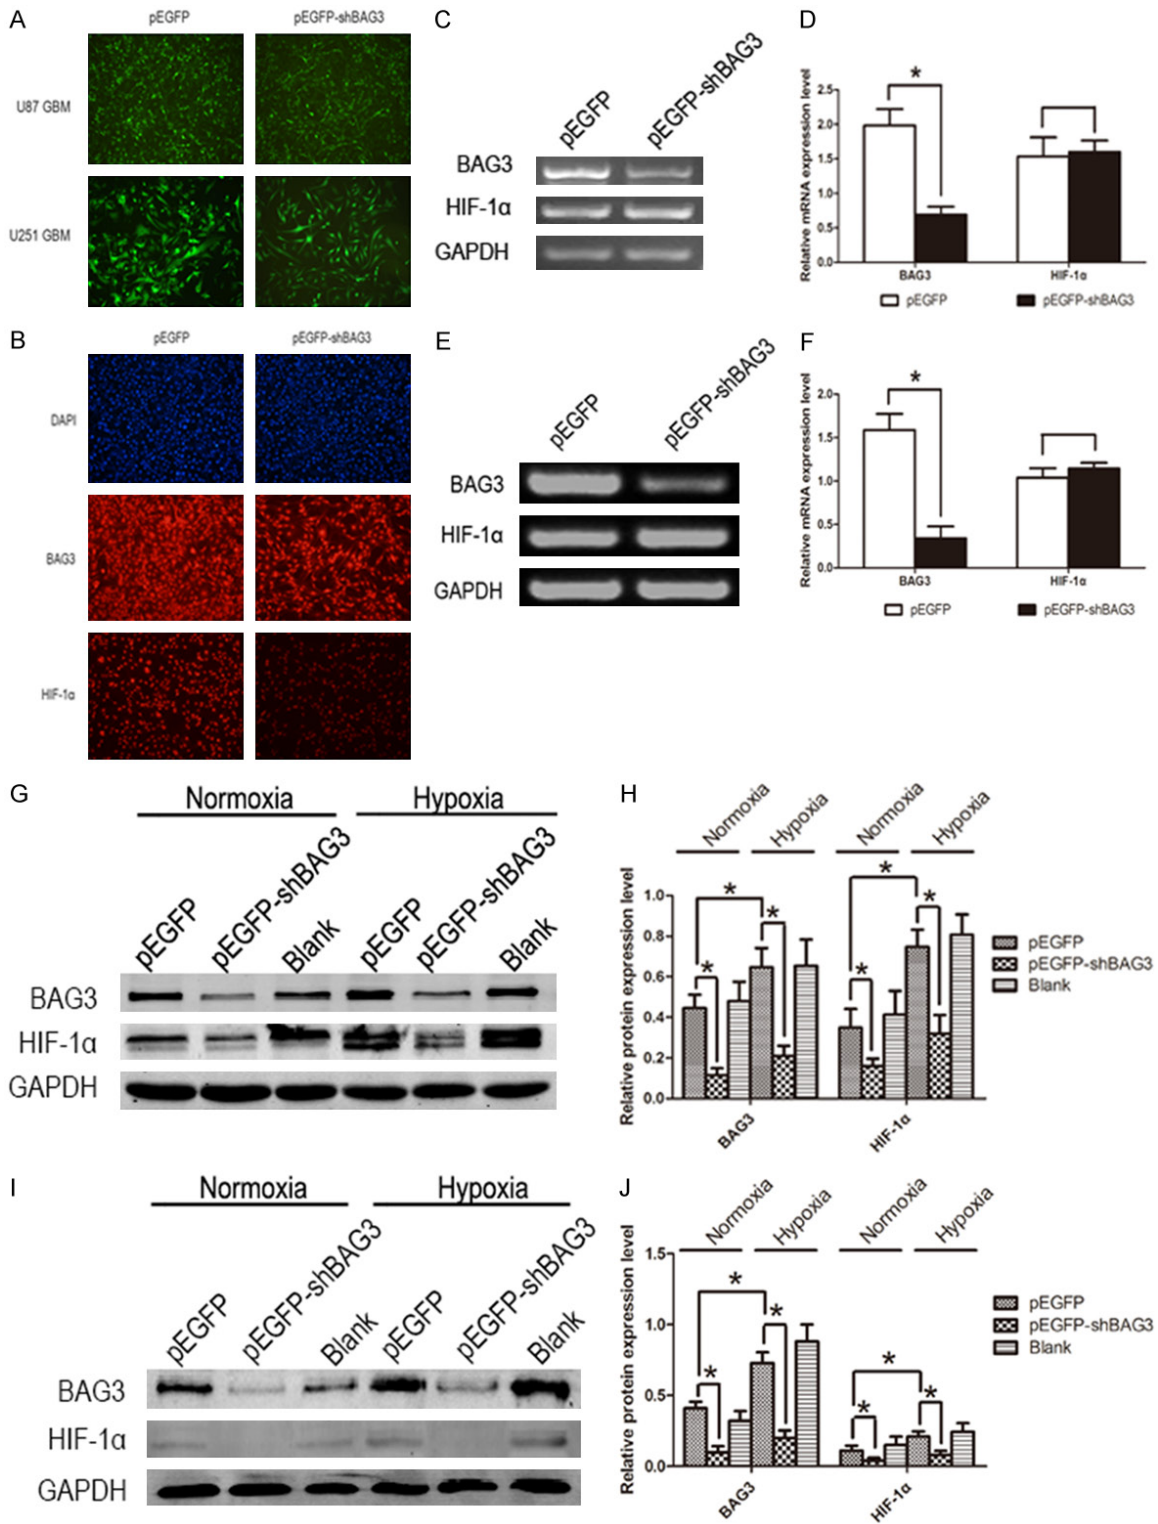 A
pEGFP
pEGFP-shBAG3
U87 GBM
U251 GBM
B
pEGFP
pEGFP-shBAG3
DAPI
BAG3
HIF-1α
C
pEGFP
pEGFP-shBAG3
BAG3
HIF-1α
GAPDH
D
Relative mRNA expression level
2.5
2.0
1.5
1.0
0.5
0.0
*
BAG3
HIF-1α
pEGFP
pEGFP-shBAG3
E
pEGFP
pEGFP-shBAG3
BAG3
HIF-1α
GAPDH
F
Relative mRNA expression level
2.0
1.5
1.0
0.5
0.0
*
BAG3
HIF-1α
pEGFP
pEGFP-shBAG3
G
Normoxia
Hypoxia
pEGFP
pEGFP-shBAG3
Blank
pEGFP
pEGFP-shBAG3
Blank
BAG3
HIF-1α
GAPDH
H
Normoxia
Hypoxia
Normoxia
Hypoxia
Relative protein expression level
1.0
0.8
0.6
0.4
0.2
0.0
*
*
*
*
*
*
BAG3
HIF-1α
pEGFP
pEGFP-shBAG3
Blank
I
Normoxia
Hypoxia
pEGFP
pEGFP-shBAG3
Blank
pEGFP
pEGFP-shBAG3
Blank
BAG3
HIF-1α
GAPDH
J
Normoxia
Hypoxia
Normoxia
Hypoxia
Relative protein expression level
1.5
1.0
0.5
0.0
*
*
*
*
*
*
BAG3
HIF-1α
pEGFP
pEGFP-shBAG3
Blank